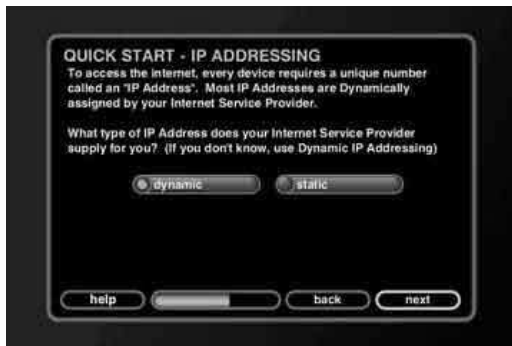 QUICK START - IP ADDRESSING
To access the internet, every device requires a unique number
called an "IP Address". Most IP Addresses are Dynamically
assigned by your Internet Service Provider.
What type of IP Address does your Internet Service Provider
supply for you? (If you don't know, use Dynamic IP Addressing)
dynamic static
help back next